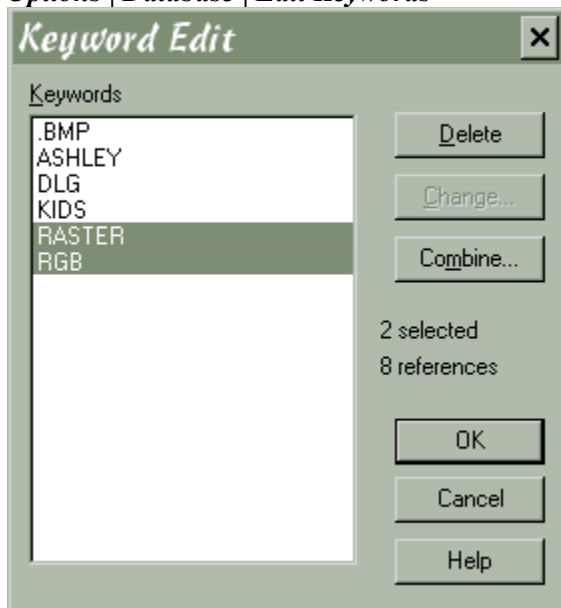 Options | Database | Edit Keywords
Keyword Edit
Keywords
.BMP
ASHLEY
DLG
KIDS
RASTER
RGB
Delete
Change...
Combine...
2 selected
8 references
OK
Cancel
Help